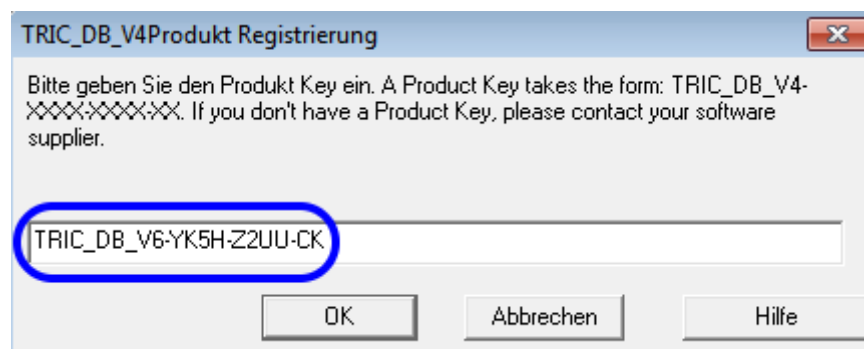 TRIC_DB_V4Produkt Registrierung
Bitte geben Sie den Produkt Key ein. A Product Key takes the form: TRIC_DB_V4-
XXXX-XXXX-XX. If you don't have a Product Key, please contact your software
supplier.
TRIC_DB_V6-YK5H-Z2UU-CK
OK Abbrechen Hilfe